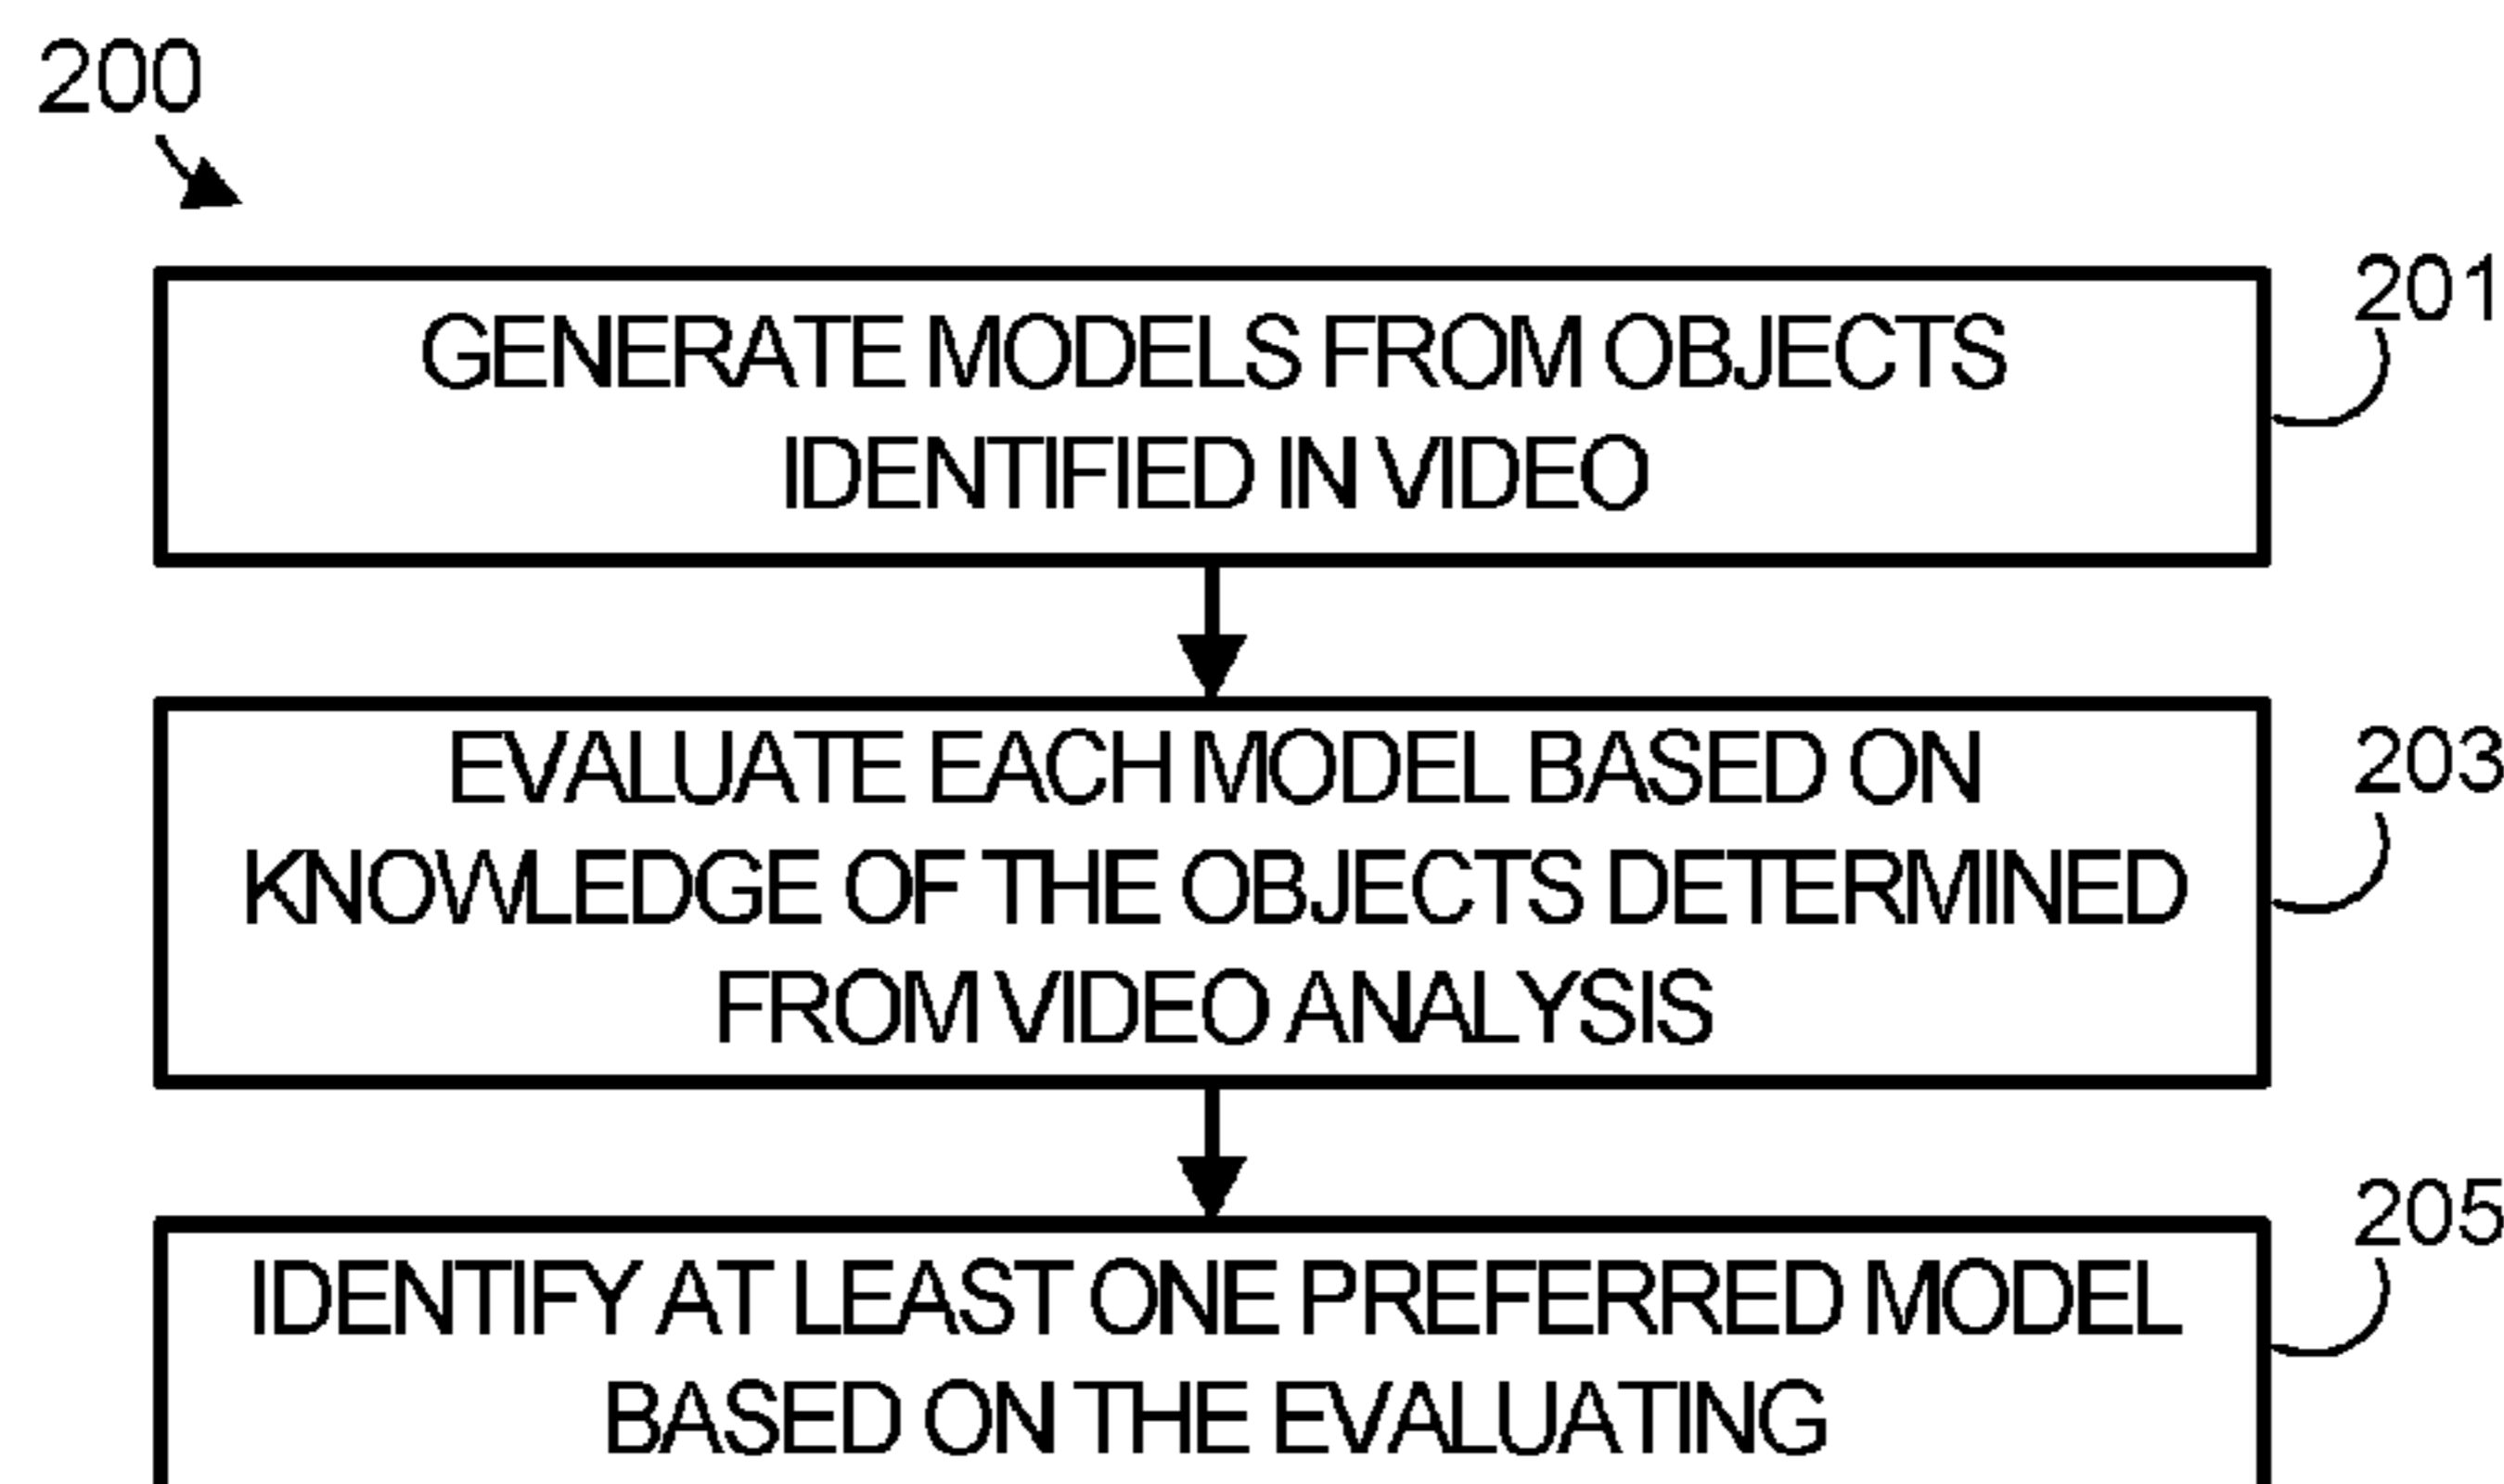 200
201
GENERATE MODELS FROM OBJECTS
IDENTIFIED IN VIDEO
203
EVALUATE EACH MODEL BASED ON
KNOWLEDGE OF THE OBJECTS DETERMINED
FROM VIDEO ANALYSIS
205
IDENTIFY AT LEAST ONE PREFERRED MODEL
BASED ON THE EVALUATING